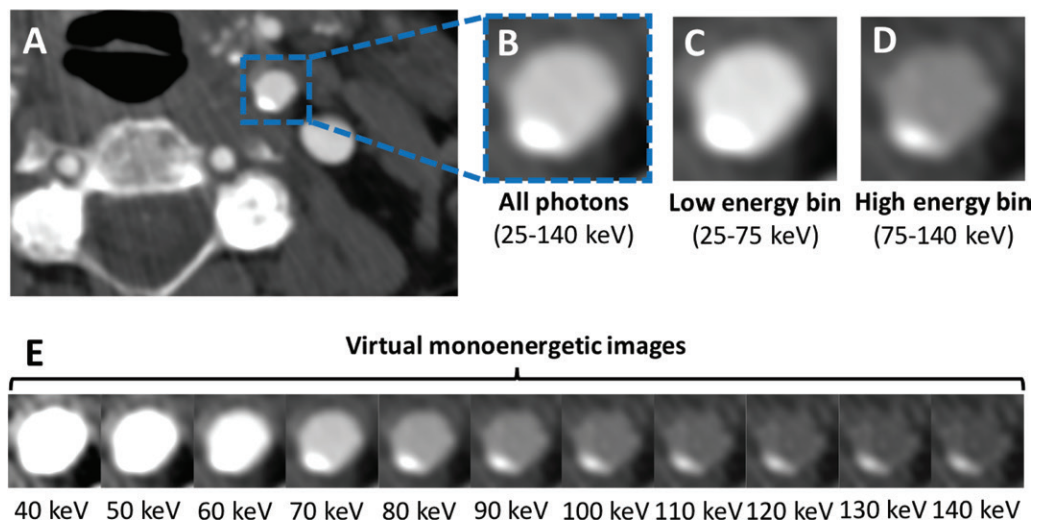 A
B
C
D
All photons
(25-140 keV)
Low energy bin
(25-75 keV)
High energy bin
(75-140 keV)
E
Virtual monoenergetic images
40 keV 50 keV 60 keV 70 keV 80 keV 90 keV 100 keV 110 keV 120 keV 130 keV 140 keV